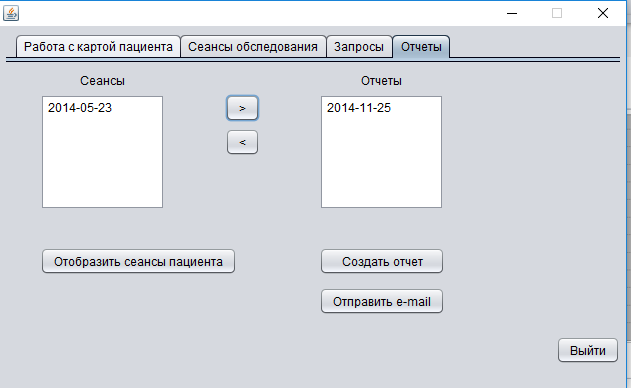 Работа с картой пациента Сеансы обследования Запросы Отчеты
Сеансы Отчеты
2014-05-23 > 2014-11-25
<
Отобразить сеансы пациента Создать отчет
Отправить e-mail
Выйти